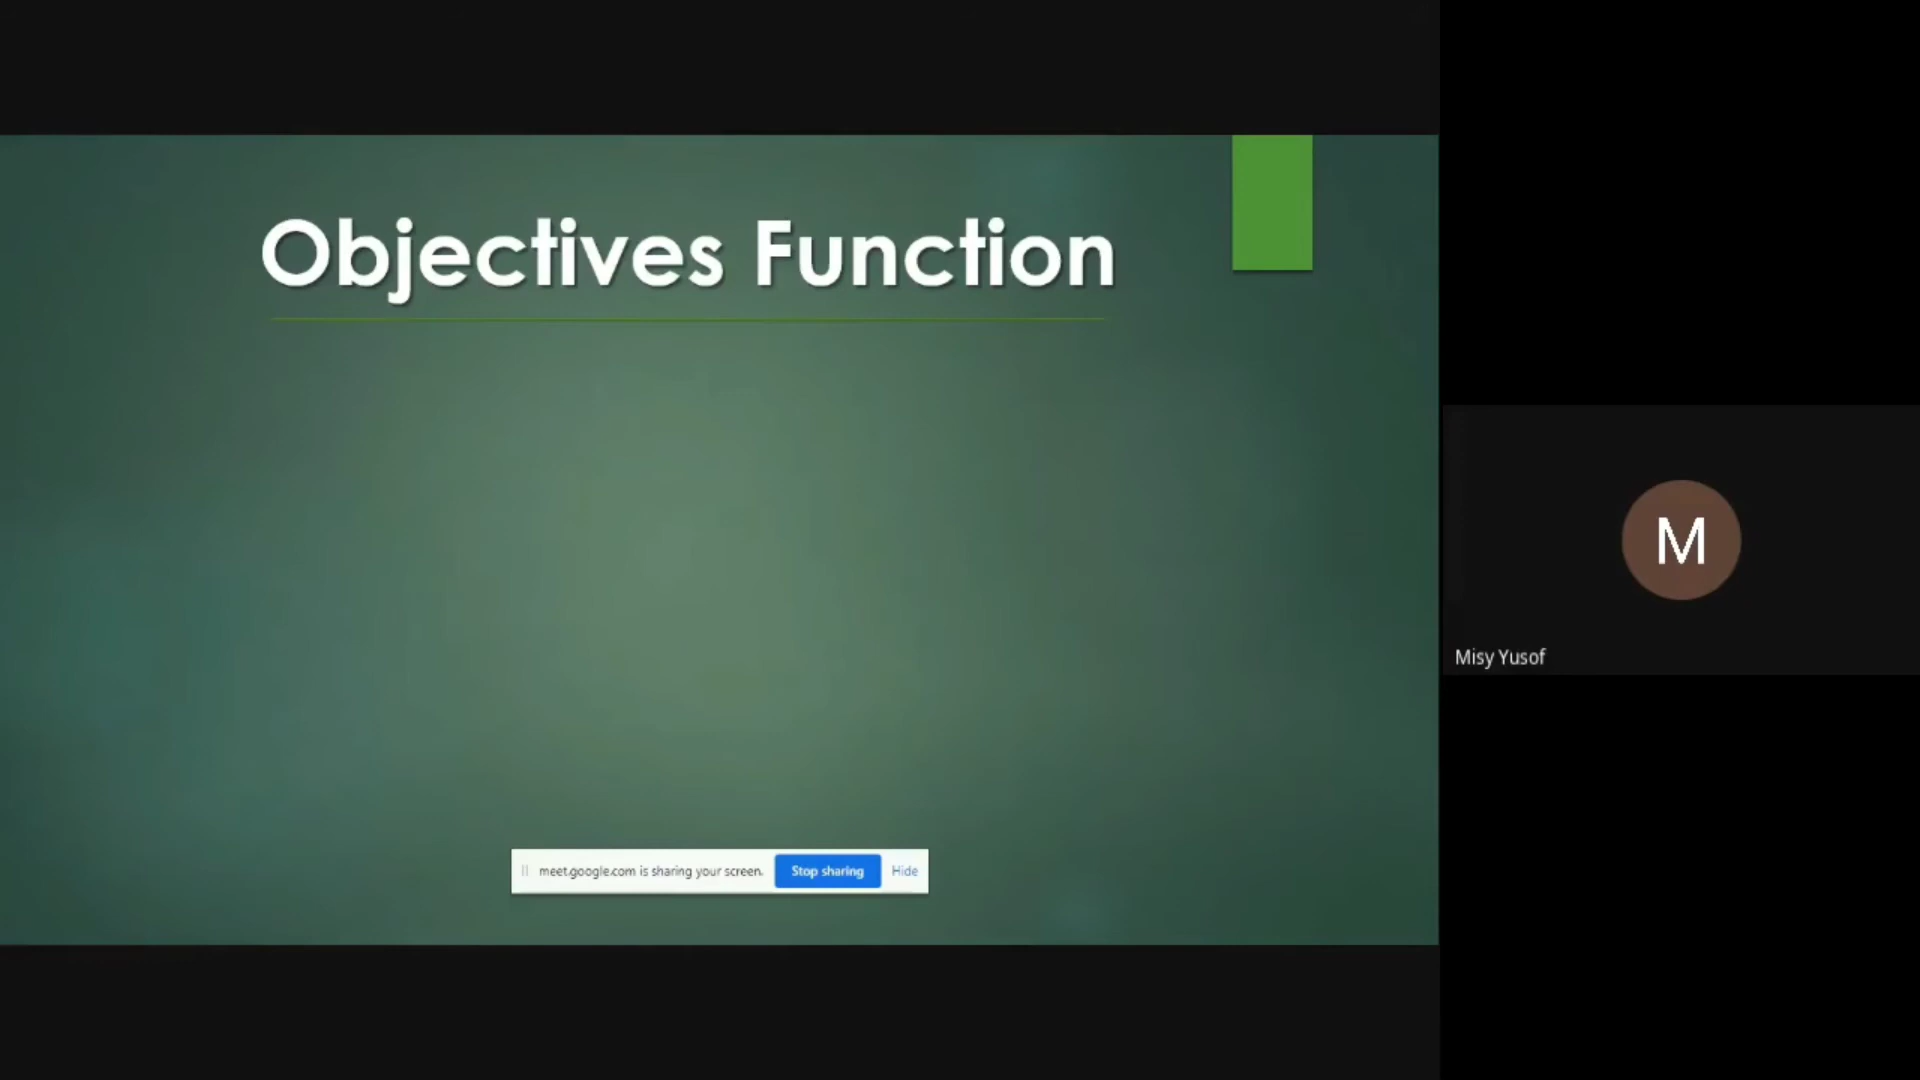 Objectives Function
meet.google.com is sharing your screen. Stop sharing Hide
M
Misy Yusof